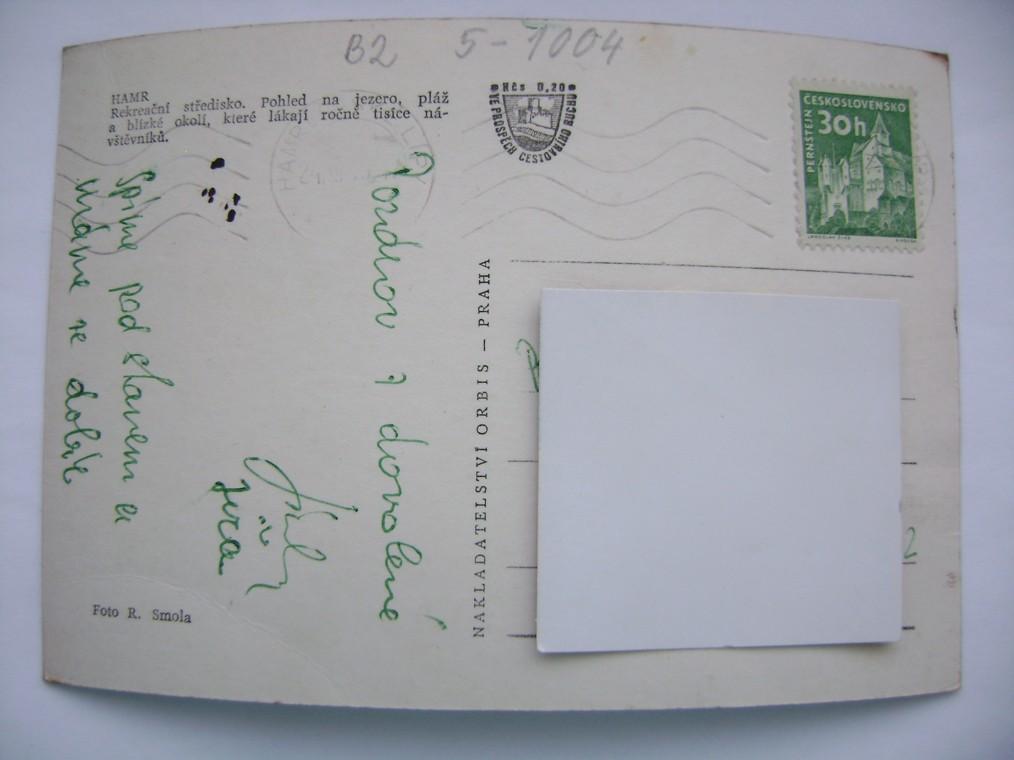 B2 5-1004
HAMR
Rekreační středisko. Pohled na jezero, pláž
a blízké okolí, které lákají ročně tisíce ná-
vštěvníků.
Kčs 0,20
VE PROSPĚCH CESTOVNÍHO RUCHU
ČESKOSLOVENSKO
30h
PERNŠTEJN
Pozdrav z dovolené
Jirka
Spíme pod stanem a
máme se dobře
NAKLADATELSTVÍ ORBIS — PRAHA
Foto R. Smola
2